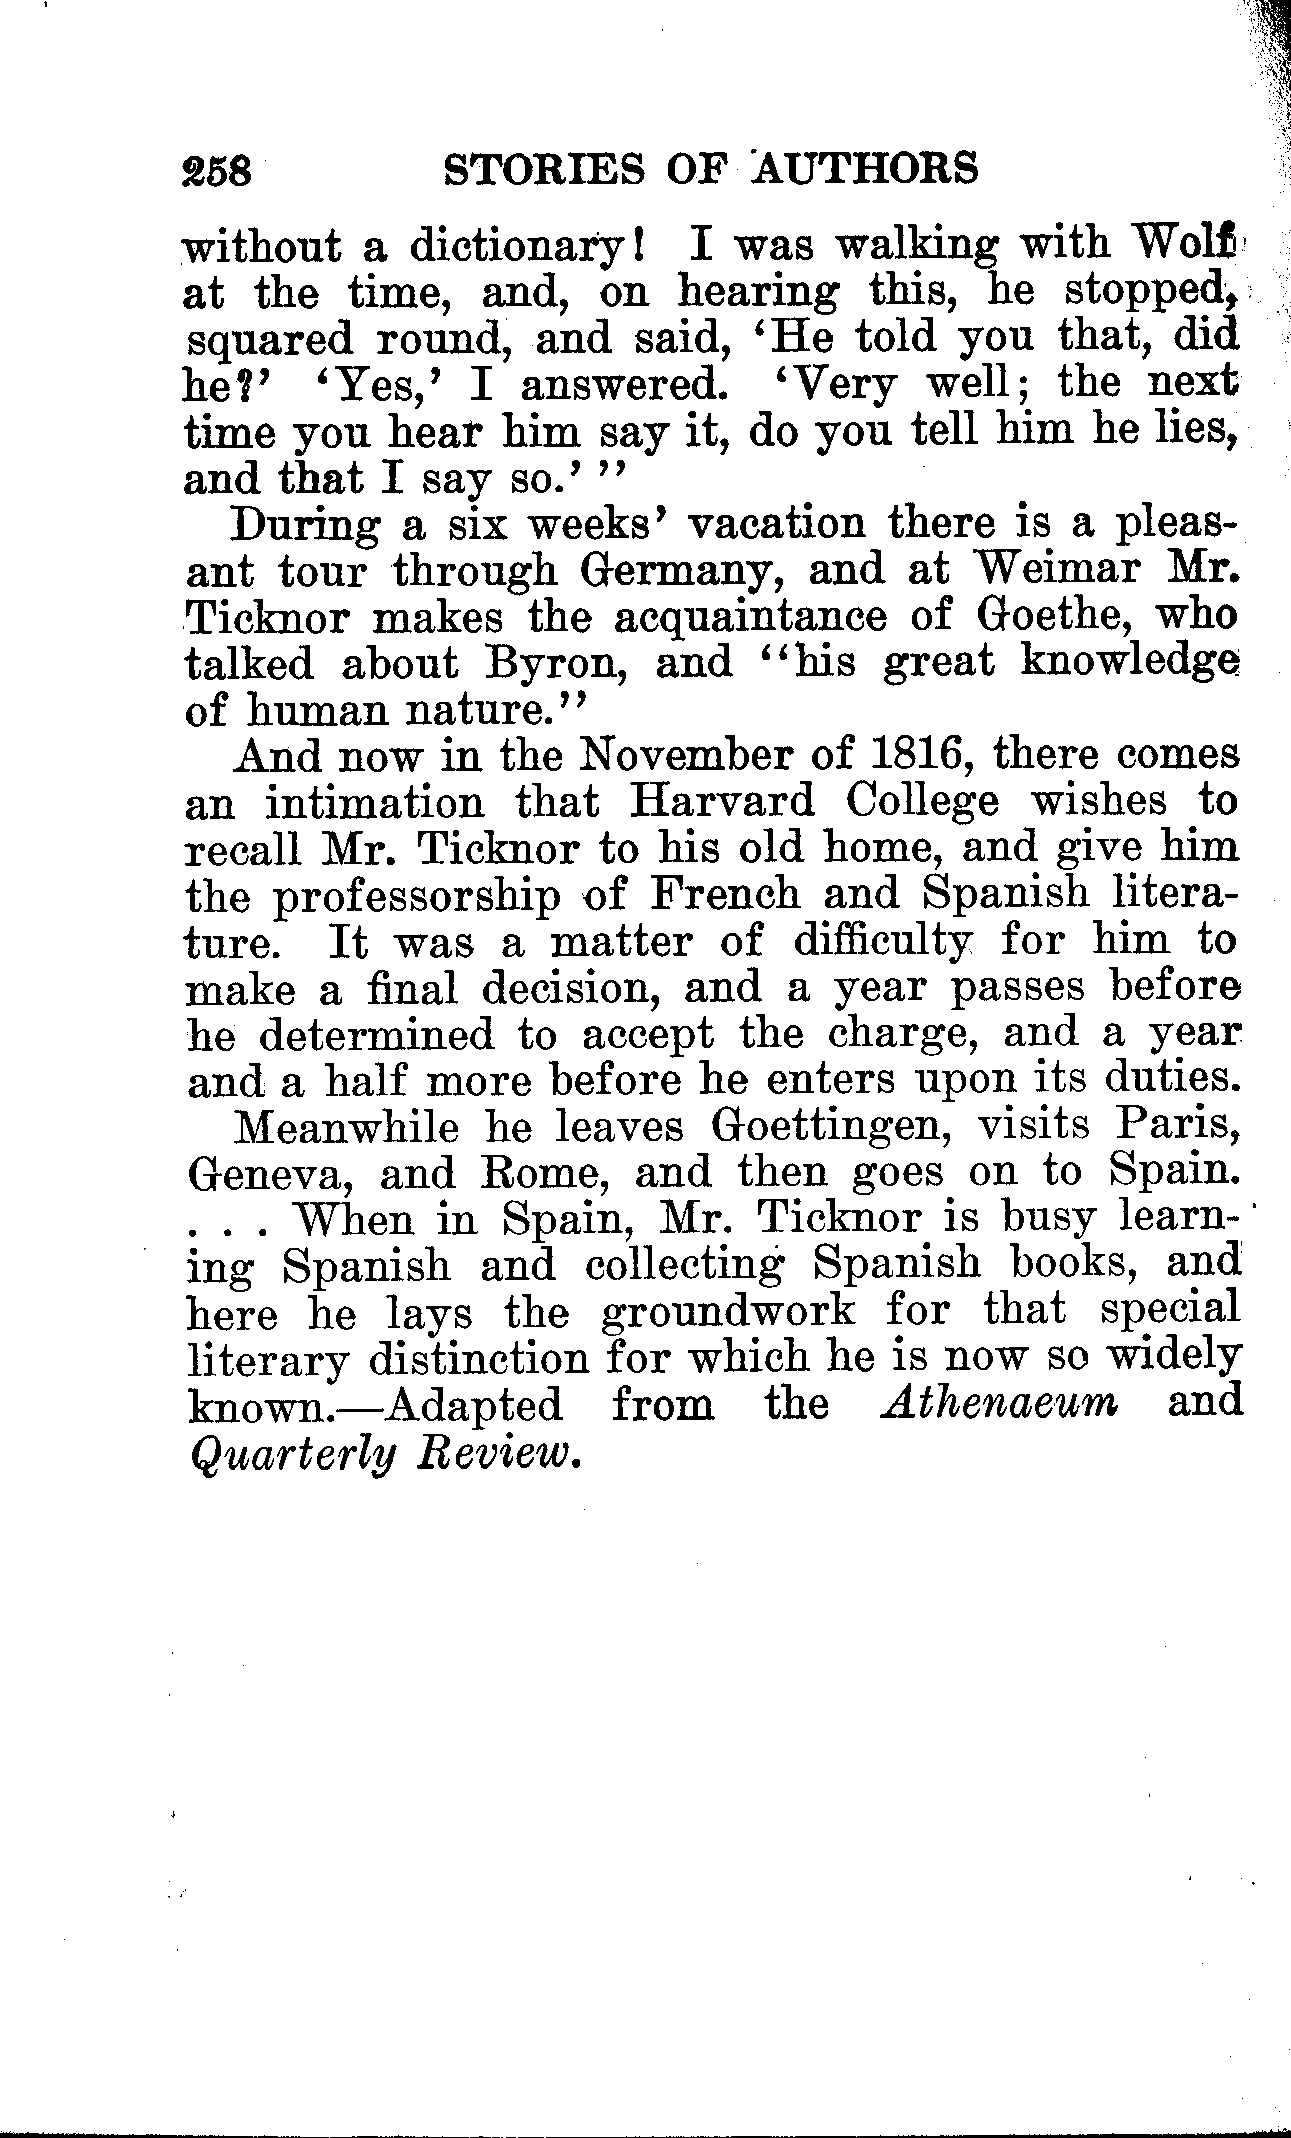 258 STORIES OF AUTHORS
without a dictionary! I was walking with Wolf
at the time, and, on hearing this, he stopped,
squared round, and said, ‘He told you that, did
he?’ ‘Yes,’ I answered. ‘Very well; the next
time you hear him say it, do you tell him he lies,
and that I say so.’ ”
During a six weeks’ vacation there is a pleas-
ant tour through Germany, and at Weimar Mr.
Ticknor makes the acquaintance of Goethe, who
talked about Byron, and “his great knowledge
of human nature.”
And now in the November of 1816, there comes
an intimation that Harvard College wishes to
recall Mr. Ticknor to his old home, and give him
the professorship of French and Spanish litera-
ture. It was a matter of difficulty for him to
make a final decision, and a year passes before
he determined to accept the charge, and a year
and a half more before he enters upon its duties.
Meanwhile he leaves Goettingen, visits Paris,
Geneva, and Rome, and then goes on to Spain.
. . . When in Spain, Mr. Ticknor is busy learn-
ing Spanish and collecting Spanish books, and
here he lays the groundwork for that special
literary distinction for which he is now so widely
known.—Adapted from the Athenaeum and
Quarterly Review.